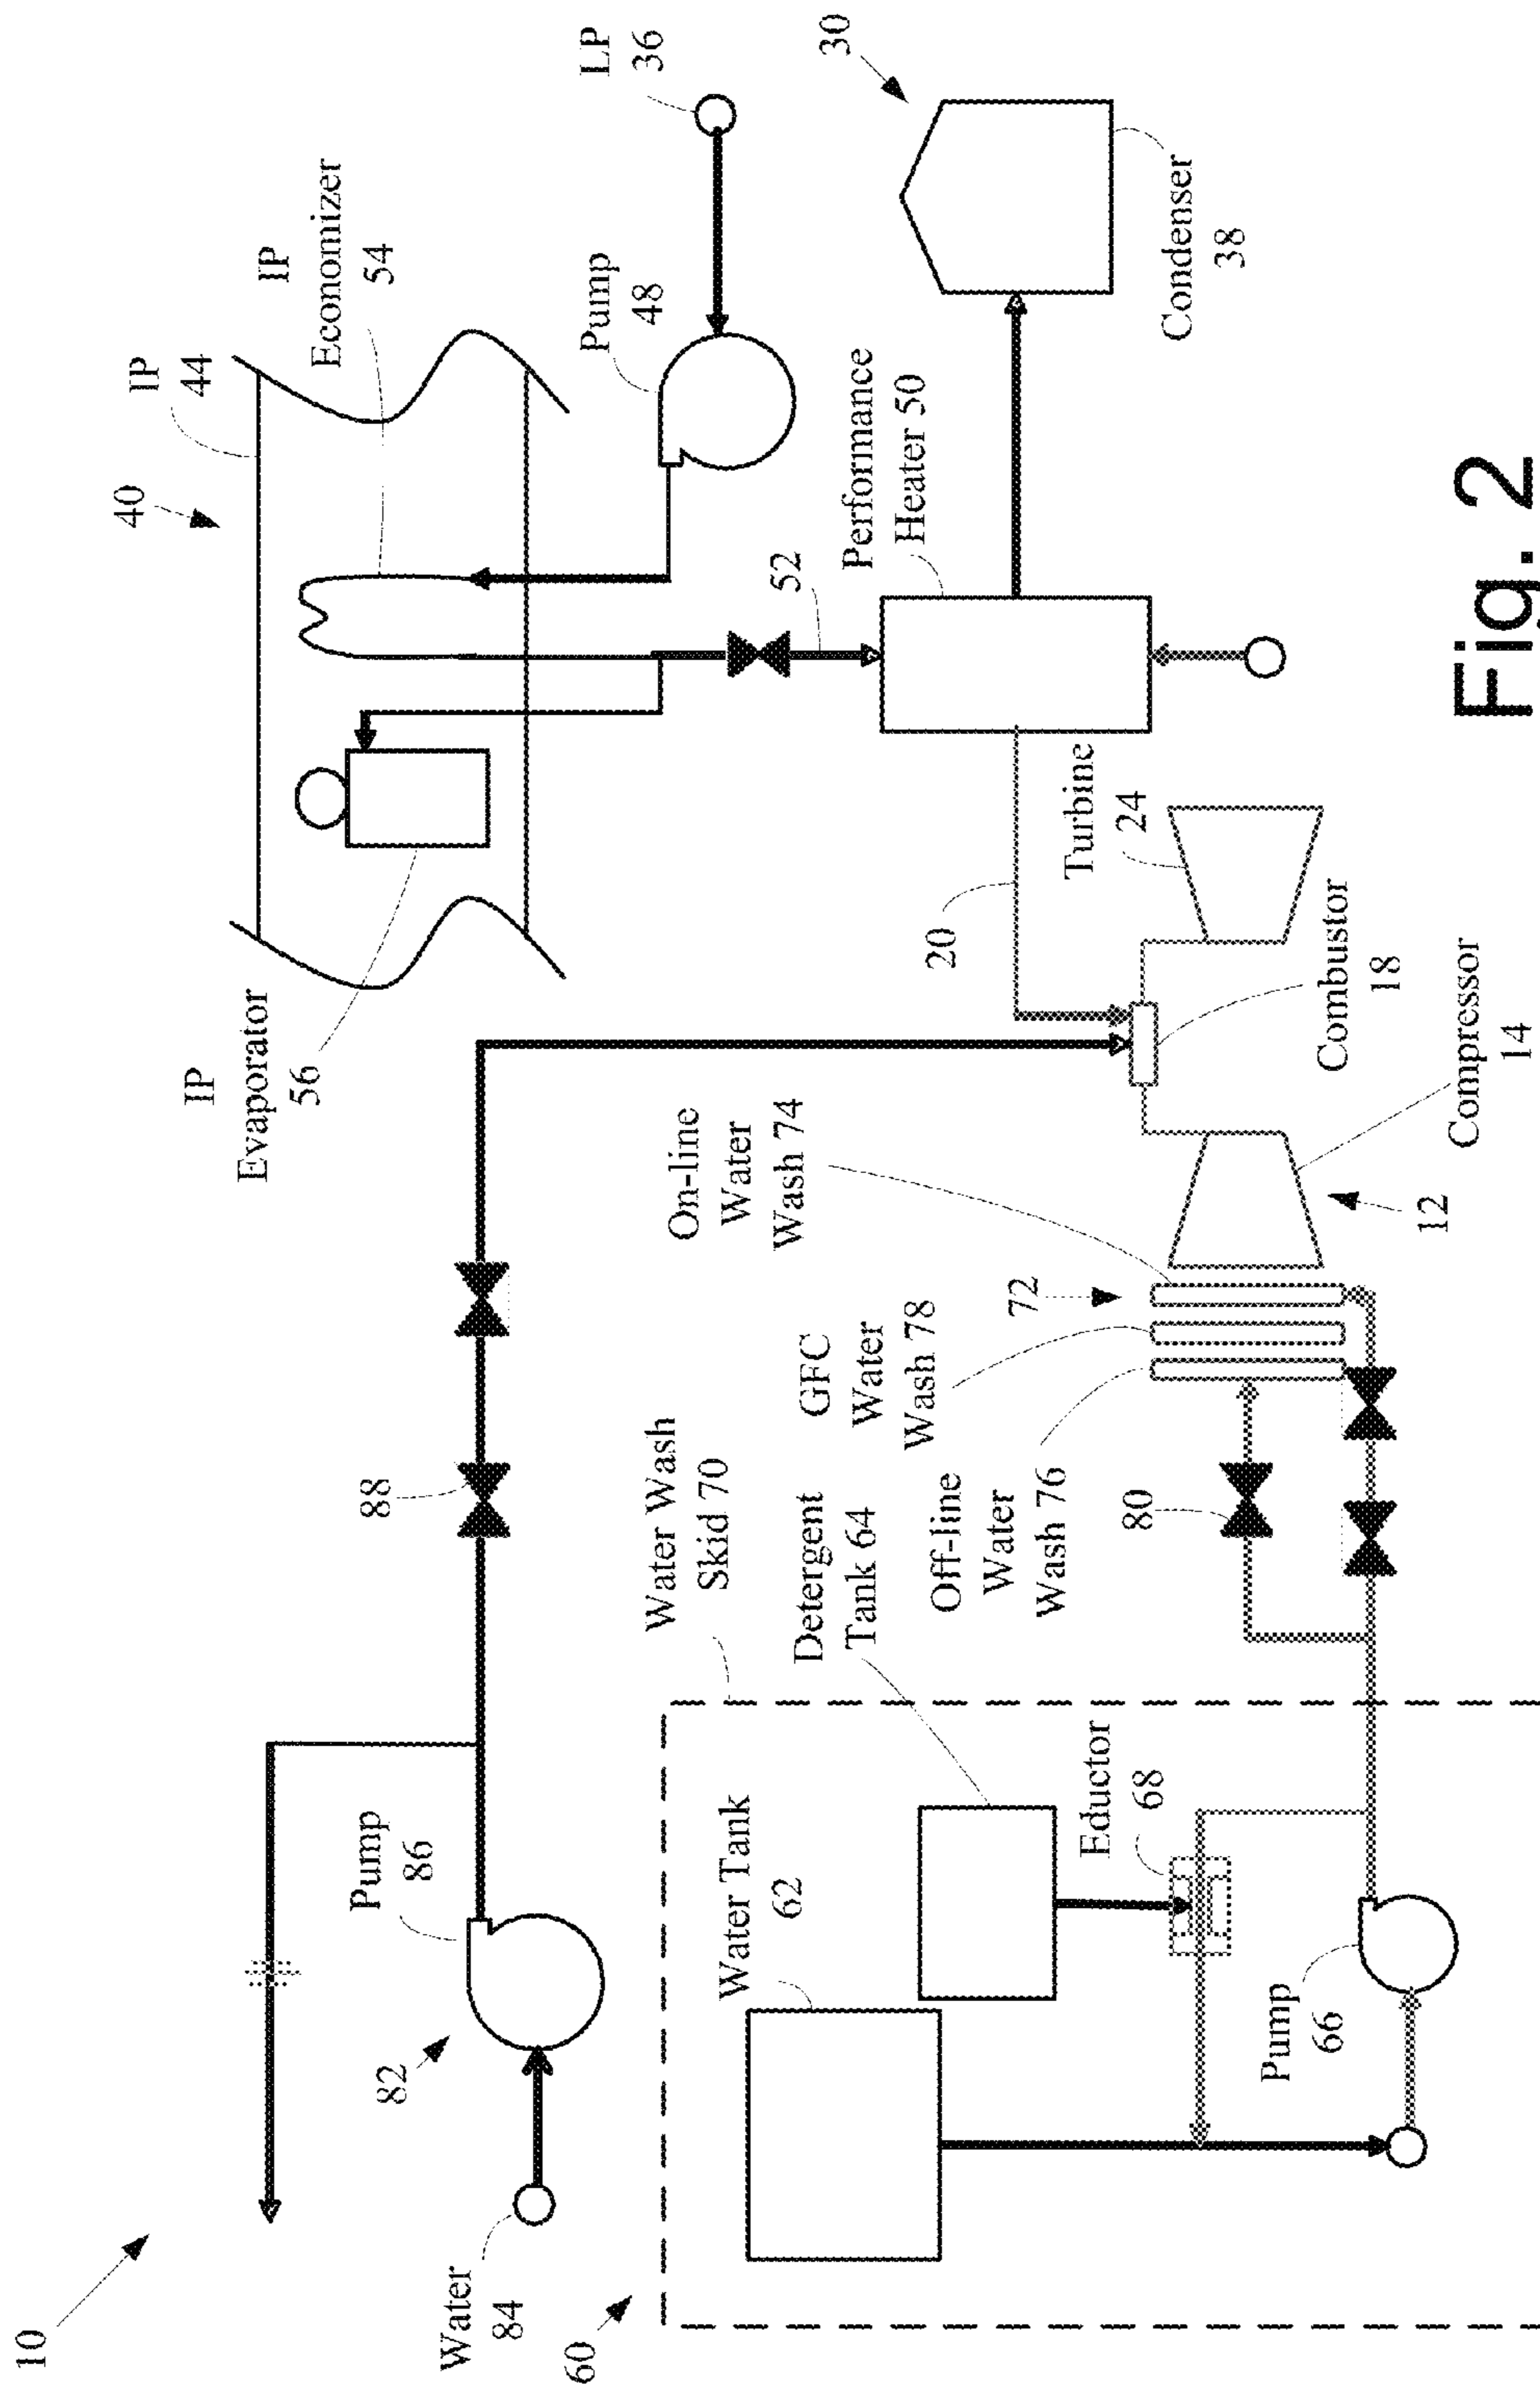 10
Water
84
82
Pump
86
88
IP
Evaporator
56
40
IP
44
IP
Economizer
54
Pump
48
LP
36
30
Condenser
38
Performance
Heater 50
52
20
Turbine
24
Combustor
18
Compressor
14
12
72
On-line
Water
Wash 74
GFC
Water
Wash 78
Off-line
Water
Wash 76
80
Water Wash
Skid 70
Detergent
Tank 64
Water Tank
62
Eductor
68
Pump
66
60
Fig. 2